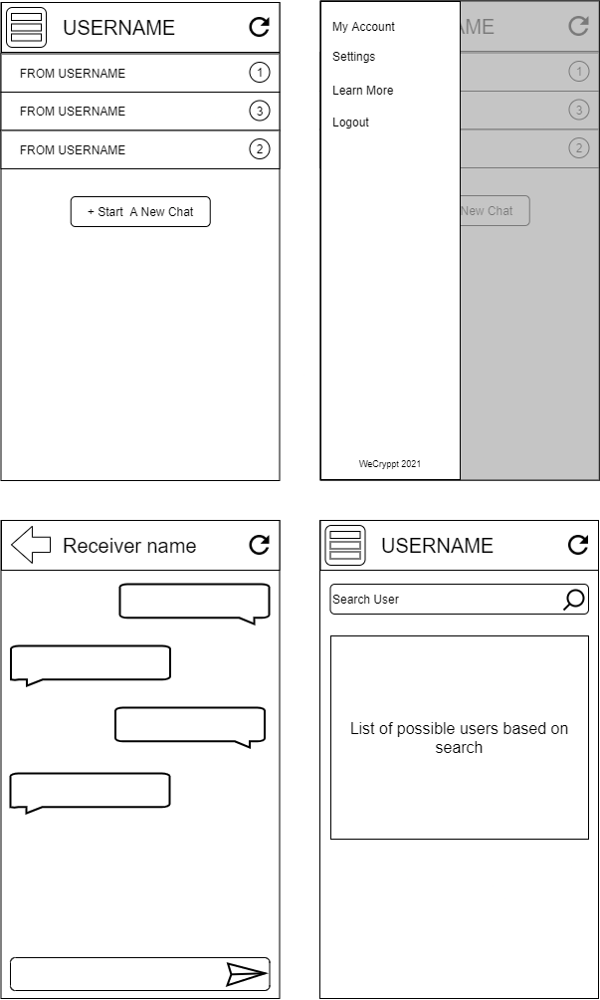 USERNAME
FROM USERNAME 1
FROM USERNAME 3
FROM USERNAME 2
+ Start A New Chat
My Account
Settings
Learn More
Logout
ME
1
3
2
New Chat
WeCryppt 2021
Receiver name
USERNAME
Search User
List of possible users based on
search